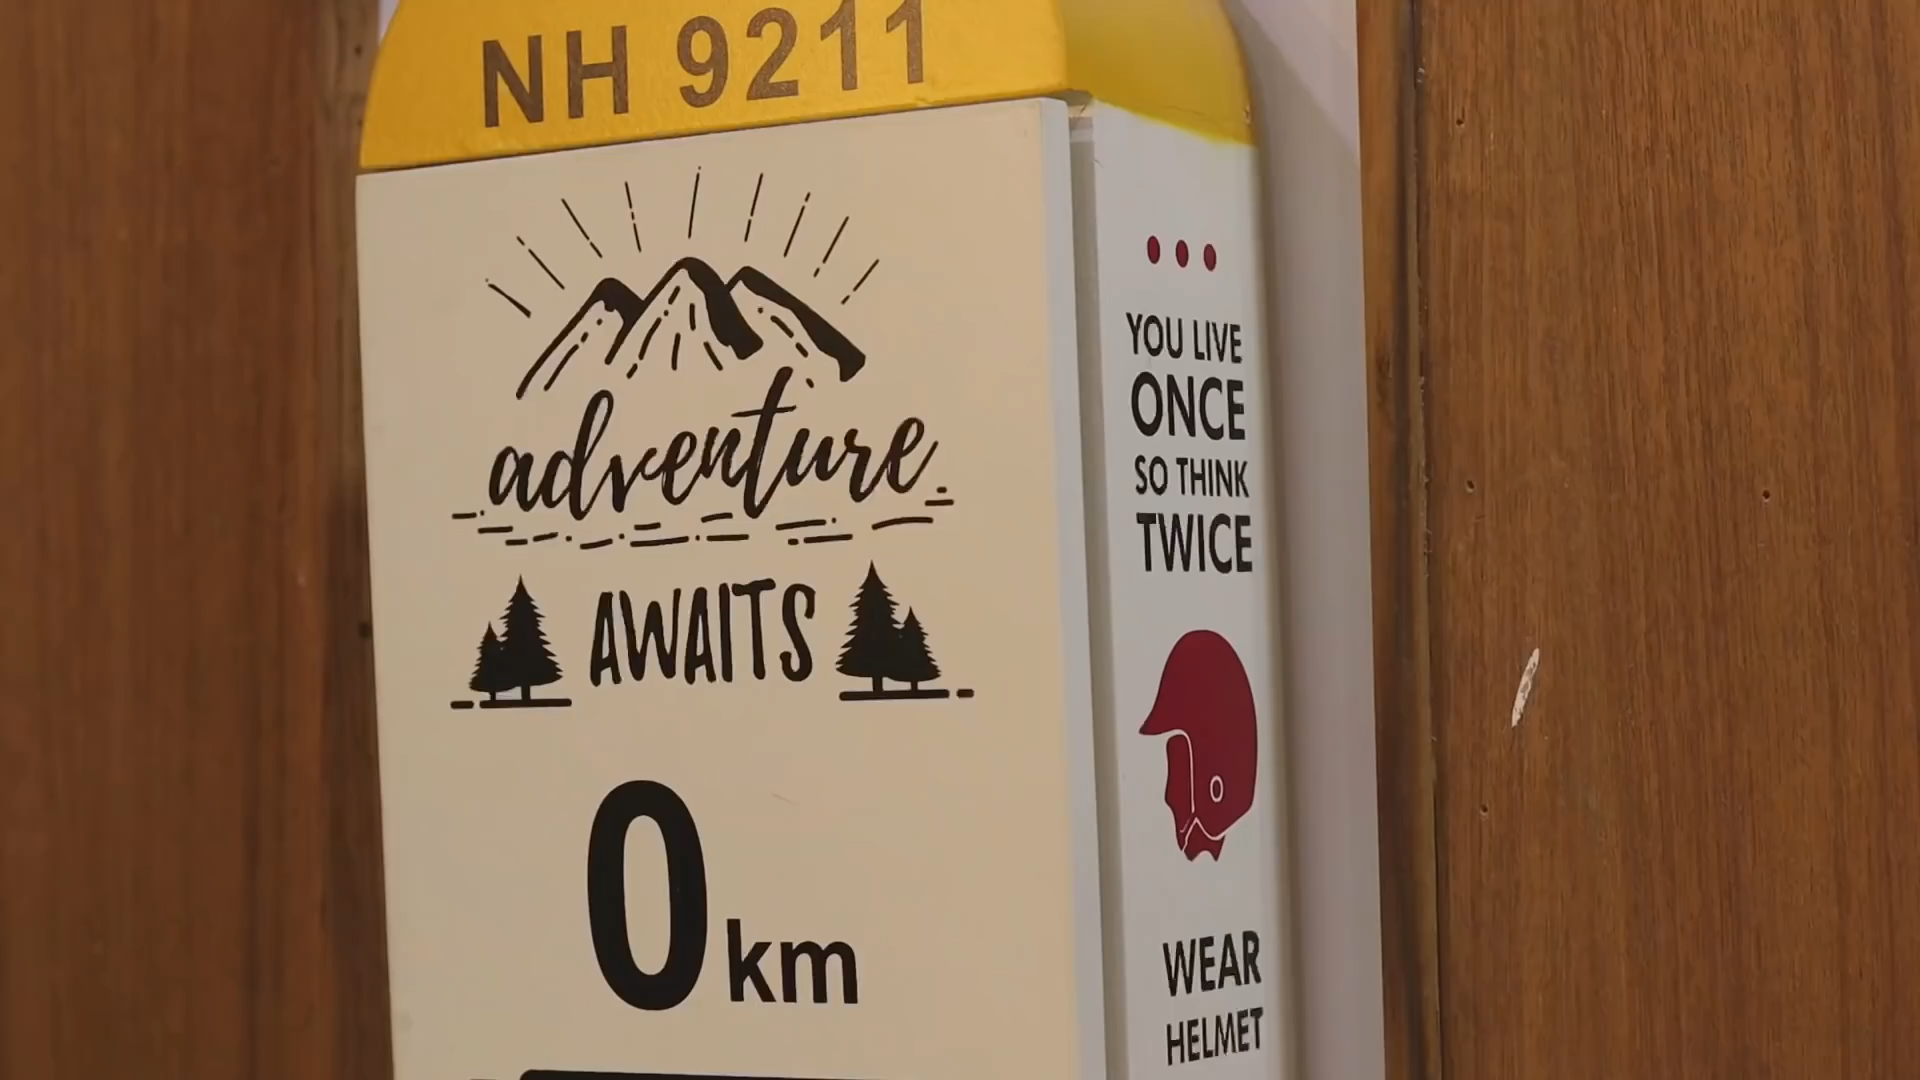 NH 9211
adventure
AWAITS
0 km
YOU LIVE
ONCE
SO THINK
TWICE
WEAR
HELMET